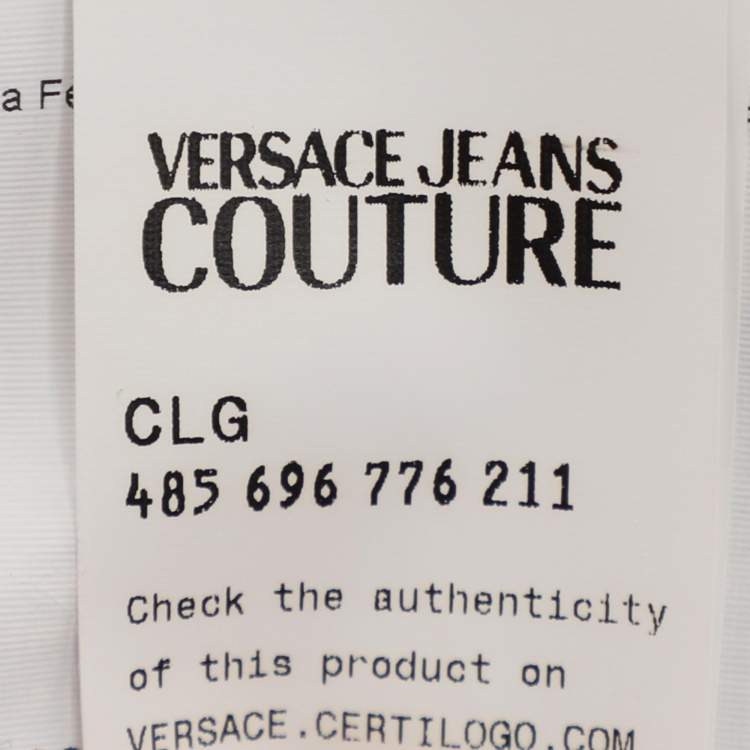 VERSACE JEANS
COUTURE
CLG
485 696 776 211
Check the authenticity
of this product on
VERSACE.CERTILOGO.COM